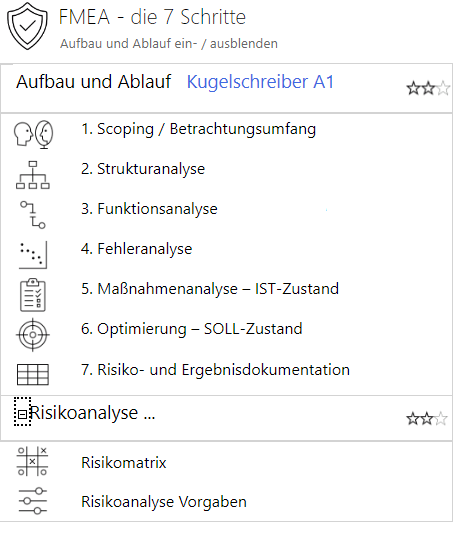 FMEA - die 7 Schritte
Aufbau und Ablauf ein- / ausblenden
Aufbau und Ablauf Kugelschreiber A1
1. Scoping / Betrachtungsumfang
2. Strukturanalyse
3. Funktionsanalyse
4. Fehleranalyse
5. Maßnahmenanalyse – IST-Zustand
6. Optimierung – SOLL-Zustand
7. Risiko- und Ergebnisdokumentation
Risikoanalyse ...
Risikomatrix
Risikoanalyse Vorgaben